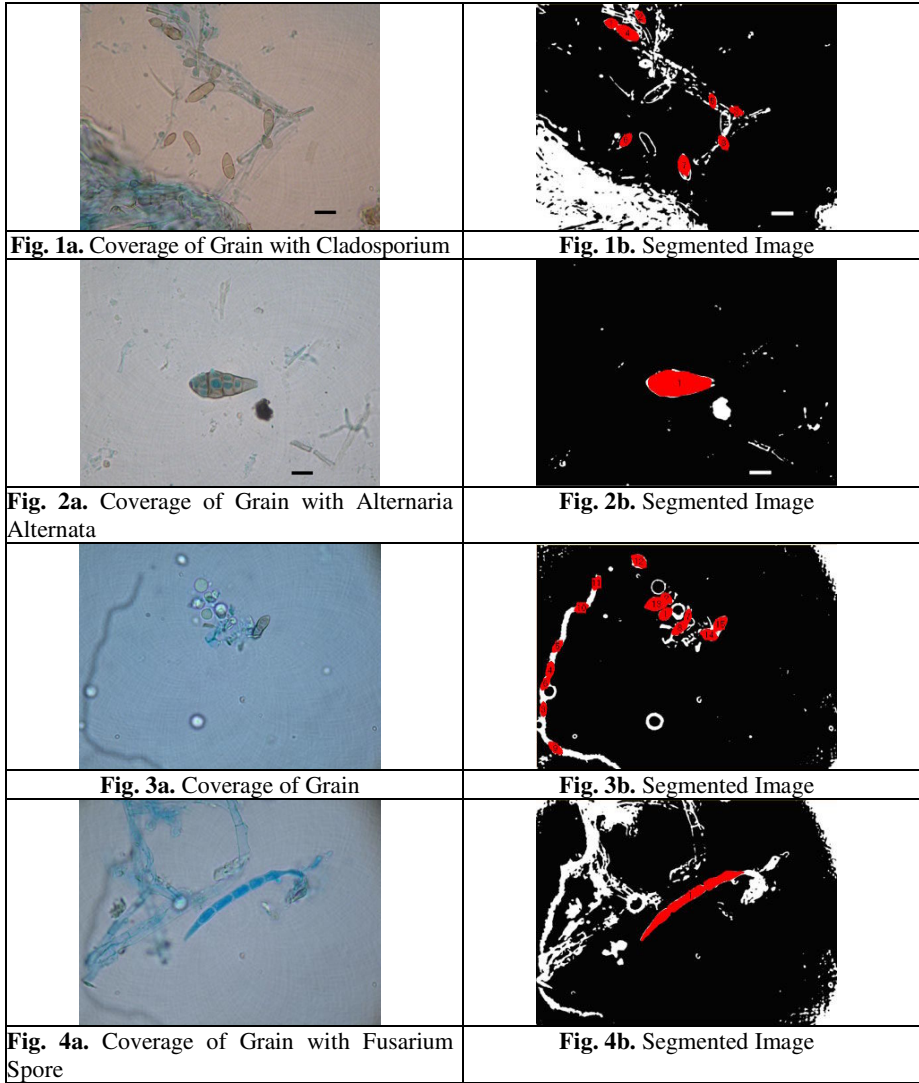 Fig. 1a. Coverage of Grain with Cladosporium
Fig. 1b. Segmented Image
Fig. 2a. Coverage of Grain with Alternaria
Alternata
Fig. 2b. Segmented Image
Fig. 3a. Coverage of Grain
Fig. 3b. Segmented Image
Fig. 4a. Coverage of Grain with Fusarium
Spore
Fig. 4b. Segmented Image